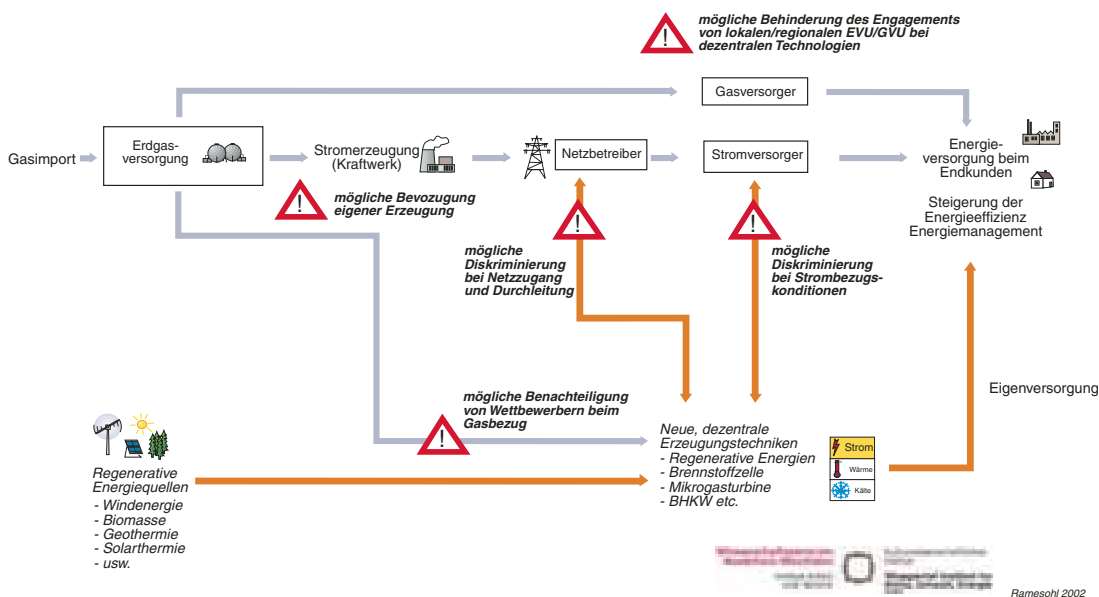 mögliche Behinderung des Engagements
von lokalen/regionalen EVU/GVU bei
dezentralen Technologien
Gasversorger
Gasimport
Erdgas-
versorgung
Stromerzeugung
(Kraftwerk)
Netzbetreiber
Stromversorger
Energie-
versorgung beim
Endkunden
Steigerung der
Energieeffizienz
Energiemanagement
mögliche Bevozugung
eigener Erzeugung
mögliche
Diskriminierung
bei Netzzugang
und Durchleitung
mögliche
Diskriminierung
bei Strombezugs-
konditionen
mögliche Benachteiligung
von Wettbewerbern beim
Gasbezug
Eigenversorgung
Neue, dezentrale
Erzeugungstechniken
- Regenerative Energien
- Brennstoffzelle
- Mikrogasturbine
- BHKW etc.
Strom
Wärme
Kälte
Regenerative
Energiequellen
- Windenergie
- Biomasse
- Geothermie
- Solarthermie
- usw.
Ramesohl 2002